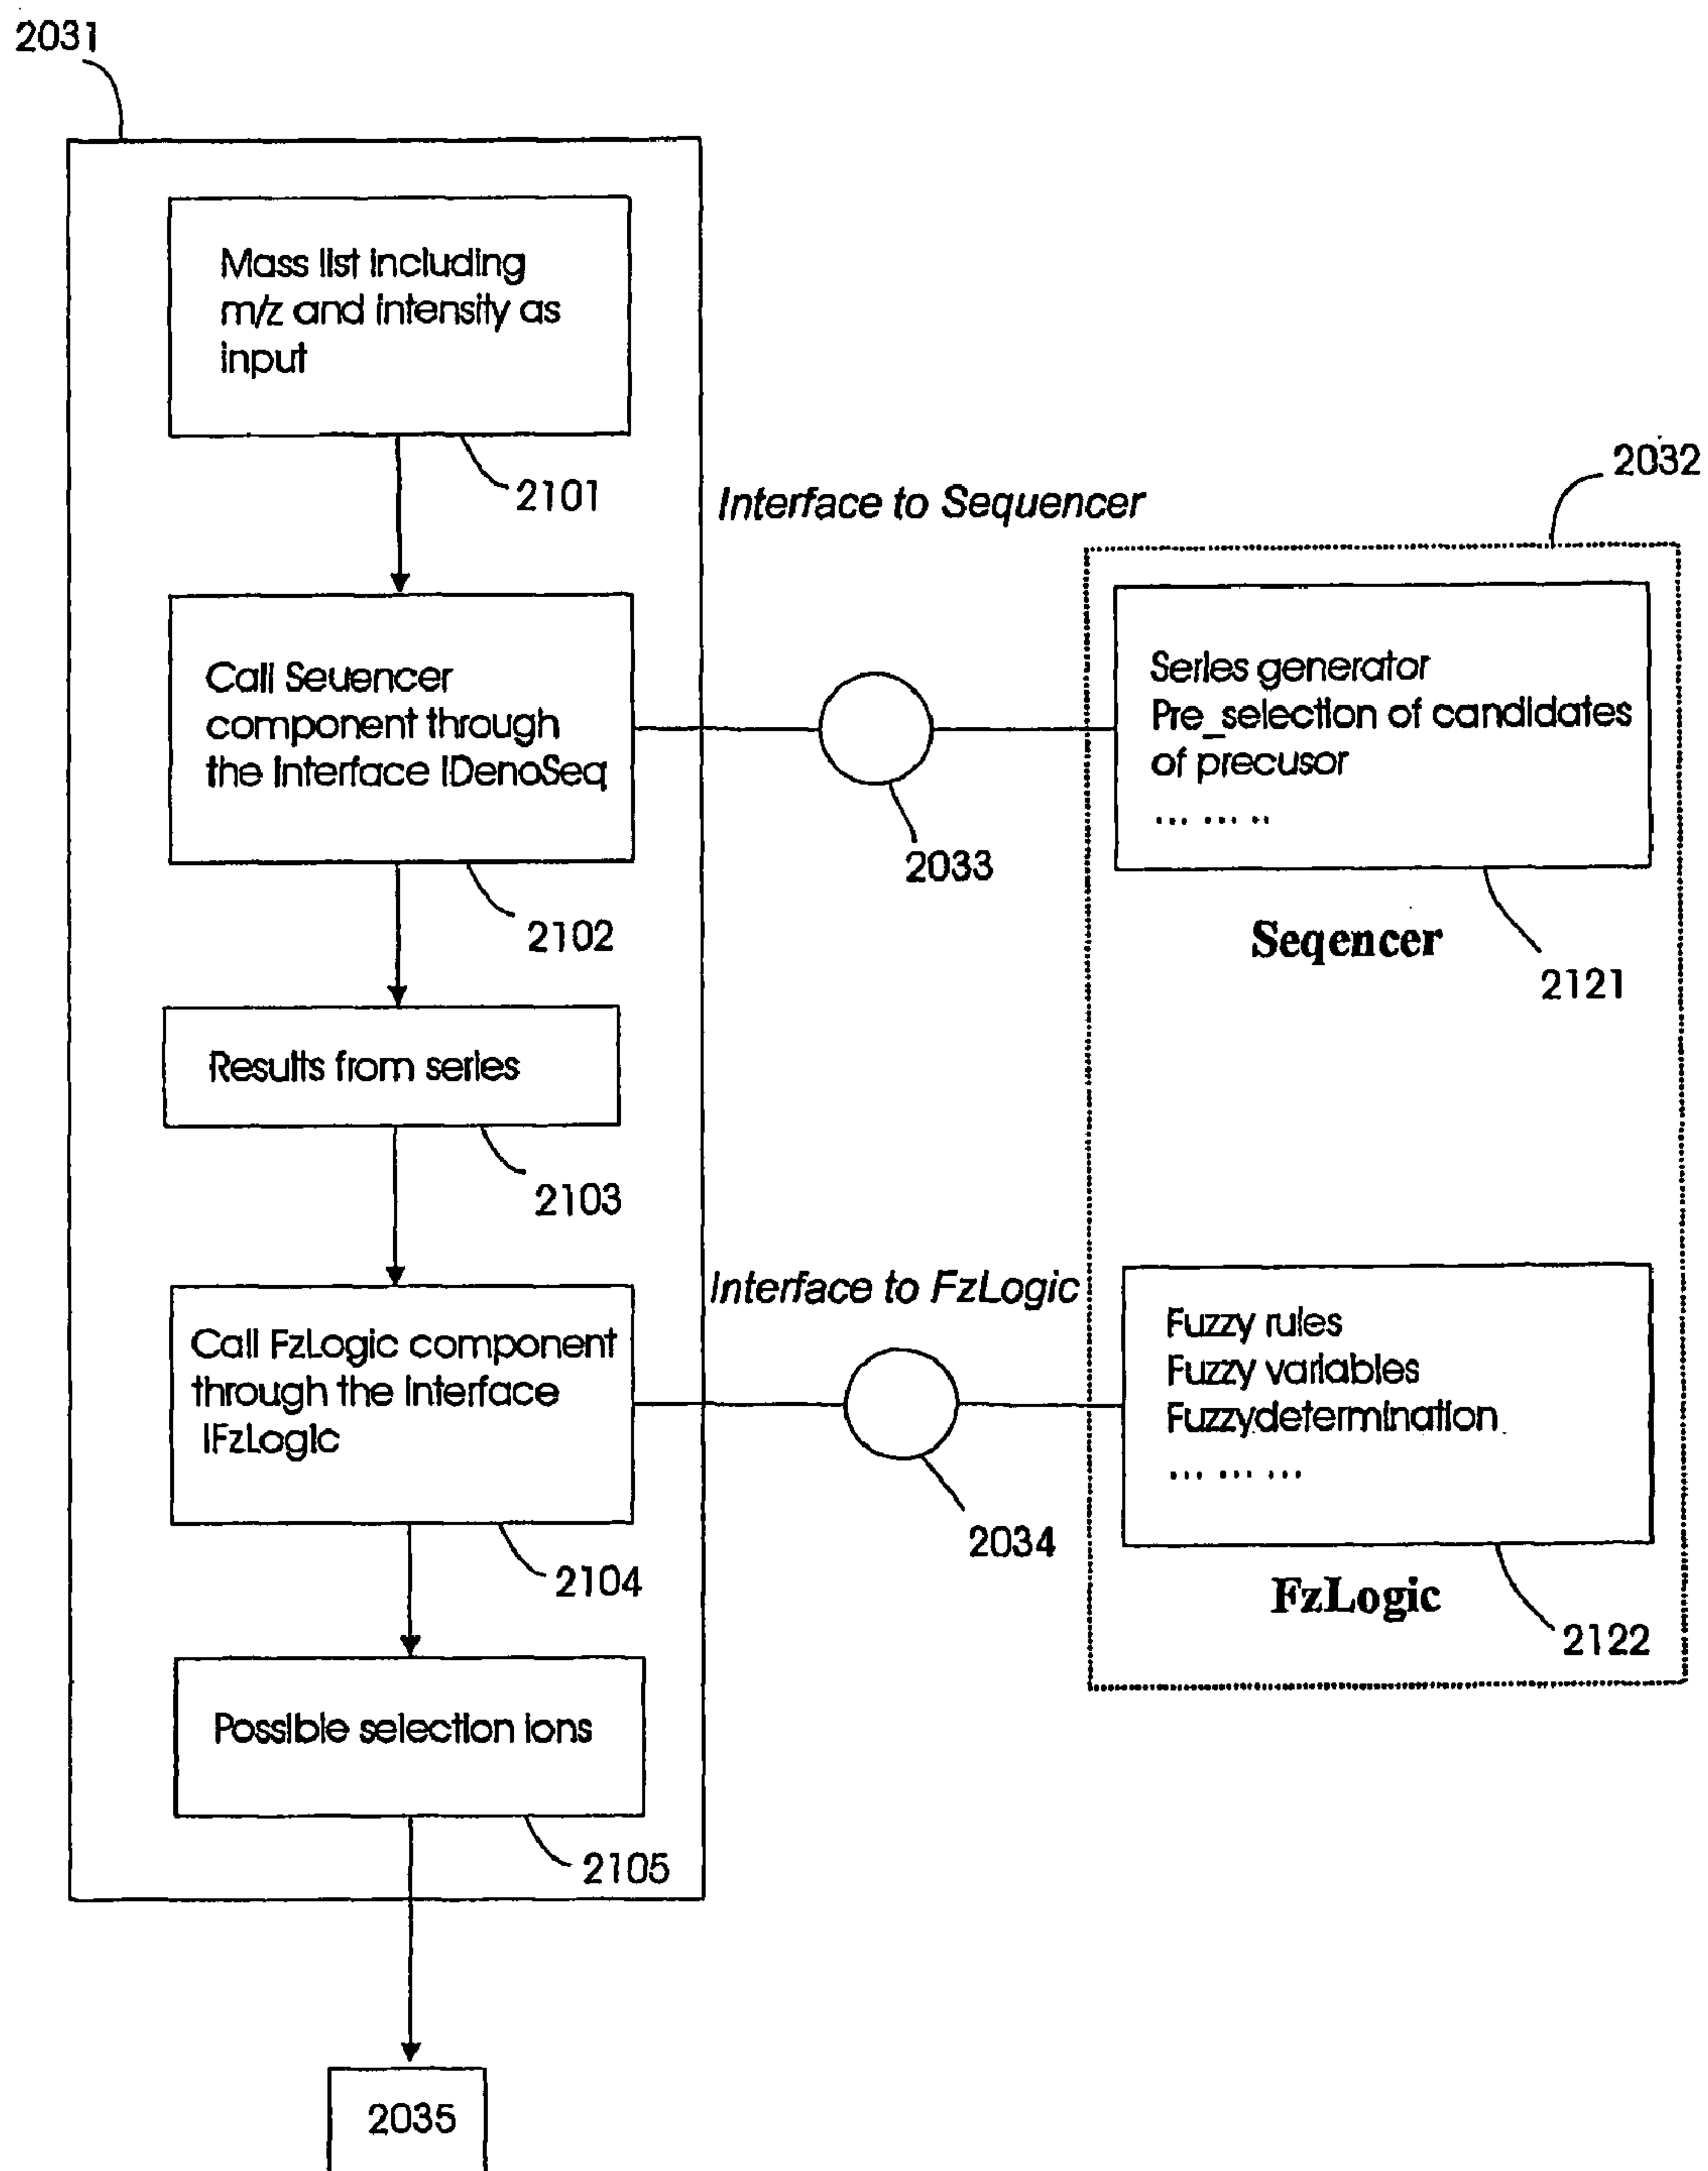 2031
Mass list including
m/z and intensity as
input
2101
Interface to Sequencer
2032
Call Seuencer
component through
the Interface IDenoSeq
2033
Series generator
Pre_selection of candidates
of precusor
... ... ..
2102
Seqencer
2121
Results from series
2103
Interface to FzLogic
Call FzLogic component
through the Interface
IFzLogic
2034
Fuzzy rules
Fuzzy variables
Fuzzydetermination
... ... ...
2104
FzLogic
2122
Possible selection ions
2105
2035